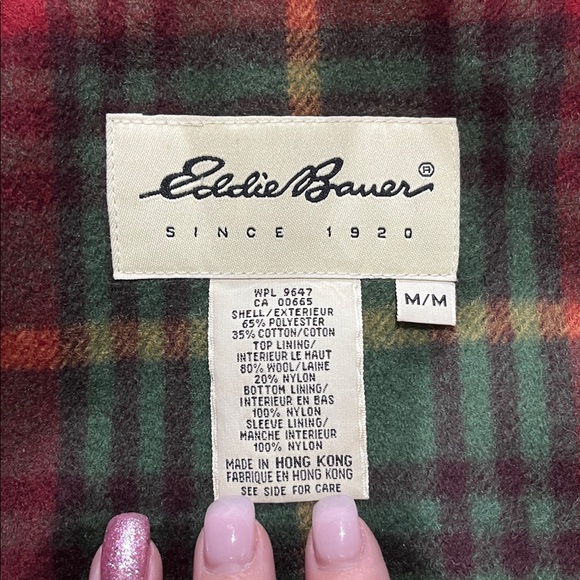 Eddie Bauer®
SINCE 1920
M/M
WPL 9647
CA 00665
SHELL/EXTERIEUR
65% POLYESTER
35% COTTON/COTON
TOP LINING/
INTERIEUR LE HAUT
80% WOOL/LAINE
20% NYLON
BOTTOM LINING/
INTERIEUR EN BAS
100% NYLON
SLEEVE LINING/
MANCHE INTERIEUR
100% NYLON
MADE IN HONG KONG
FABRIQUE EN HONG KONG
SEE SIDE FOR CARE